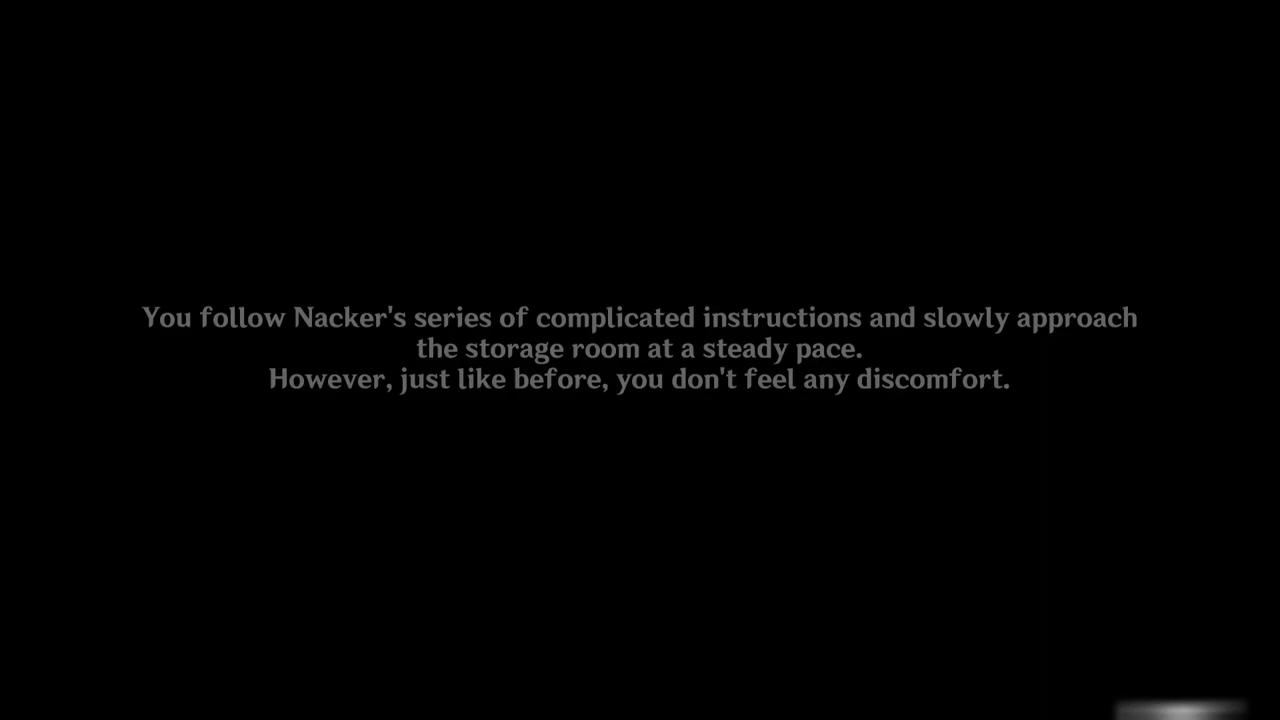 You follow Nacker's series of complicated instructions and slowly approach
the storage room at a steady pace.
However, just like before, you don't feel any discomfort.